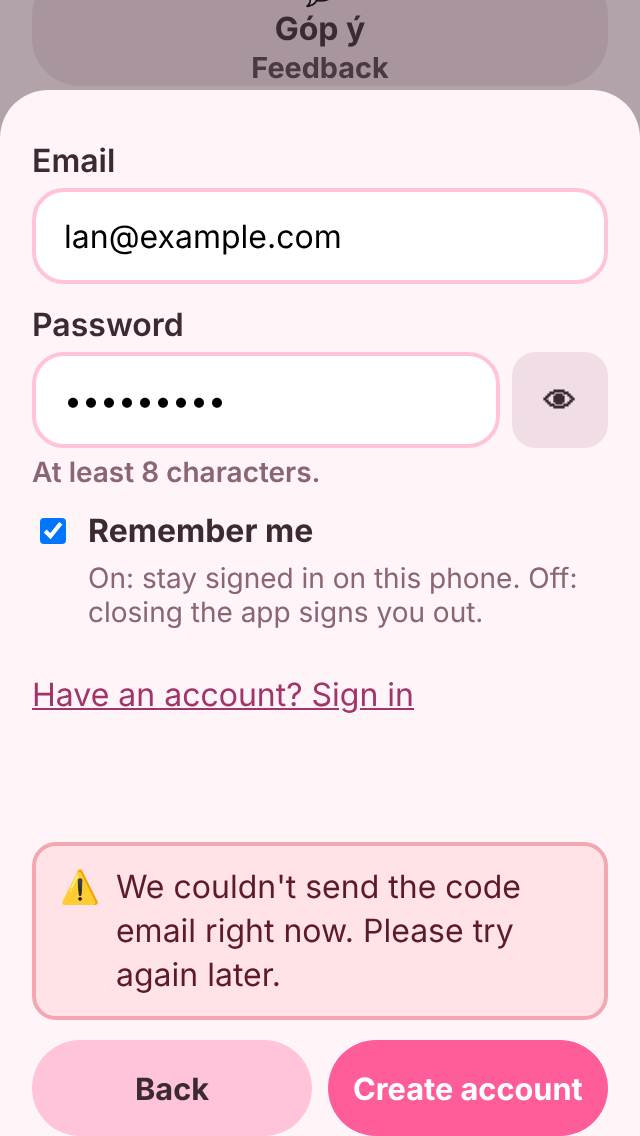 Góp ý
Feedback
Email
lan@example.com
Password
•••••••••
At least 8 characters.
Remember me
On: stay signed in on this phone. Off:
closing the app signs you out.
Have an account? Sign in
We couldn't send the code
email right now. Please try
again later.
Back
Create account